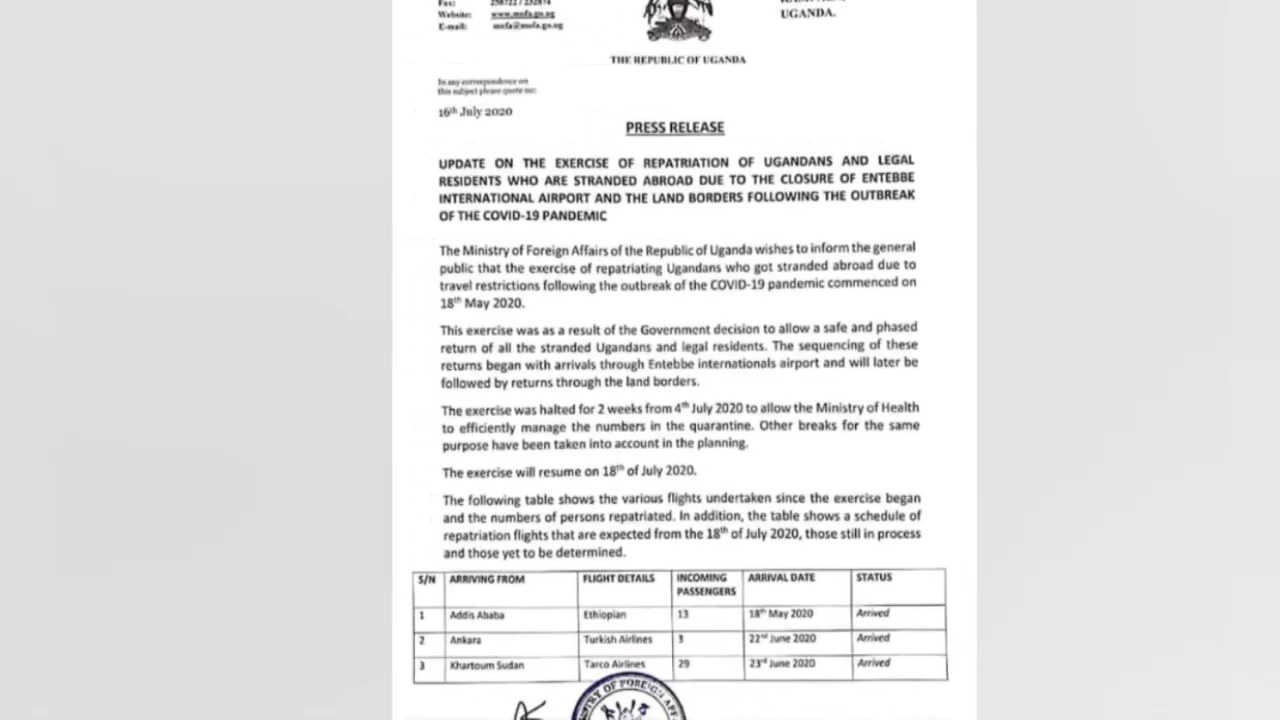 Fax:
Website: www.mofa.go.ug
E-mail: mofa@mofa.go.ug
UGANDA.
THE REPUBLIC OF UGANDA
In any correspondence on
this subject please quote no:
16th July 2020
PRESS RELEASE
UPDATE ON THE EXERCISE OF REPATRIATION OF UGANDANS AND LEGAL
RESIDENTS WHO ARE STRANDED ABROAD DUE TO THE CLOSURE OF ENTEBBE
INTERNATIONAL AIRPORT AND THE LAND BORDERS FOLLOWING THE OUTBREAK
OF THE COVID-19 PANDEMIC
The Ministry of Foreign Affairs of the Republic of Uganda wishes to inform the general
public that the exercise of repatriating Ugandans who got stranded abroad due to
travel restrictions following the outbreak of the COVID-19 pandemic commenced on
18th May 2020.
This exercise was as a result of the Government decision to allow a safe and phased
return of all the stranded Ugandans and legal residents. The sequencing of these
returns began with arrivals through Entebbe internationals airport and will later be
followed by returns through the land borders.
The exercise was halted for 2 weeks from 4th July 2020 to allow the Ministry of Health
to efficiently manage the numbers in the quarantine. Other breaks for the same
purpose have been taken into account in the planning.
The exercise will resume on 18th of July 2020.
The following table shows the various flights undertaken since the exercise began
and the numbers of persons repatriated. In addition, the table shows a schedule of
repatriation flights that are expected from the 18th of July 2020, those still in process
and those yet to be determined.
S/N ARRIVING FROM FLIGHT DETAILS INCOMING PASSENGERS ARRIVAL DATE STATUS
1 Addis Ababa Ethiopian 13 18th May 2020 Arrived
2 Ankara Turkish Airlines 3 22nd June 2020 Arrived
3 Khartoum Sudan Tarco Airlines 29 23rd June 2020 Arrived
MINISTRY OF FOREIGN AFF